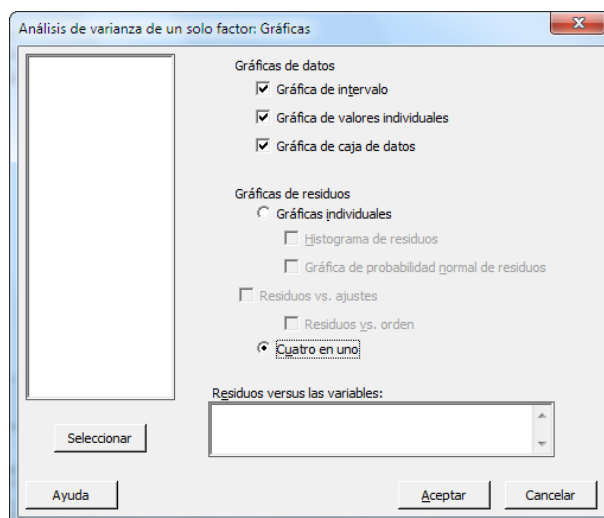 Análisis de varianza de un solo factor: Gráficas
Gráficas de datos
Gráfica de intervalo
Gráfica de valores individuales
Gráfica de caja de datos
Gráficas de residuos
Gráficas individuales
Histograma de residuos
Gráfica de probabilidad normal de residuos
Residuos vs. ajustes
Residuos vs. orden
Cuatro en uno
Residuos versus las variables:
Seleccionar
Ayuda
Aceptar
Cancelar